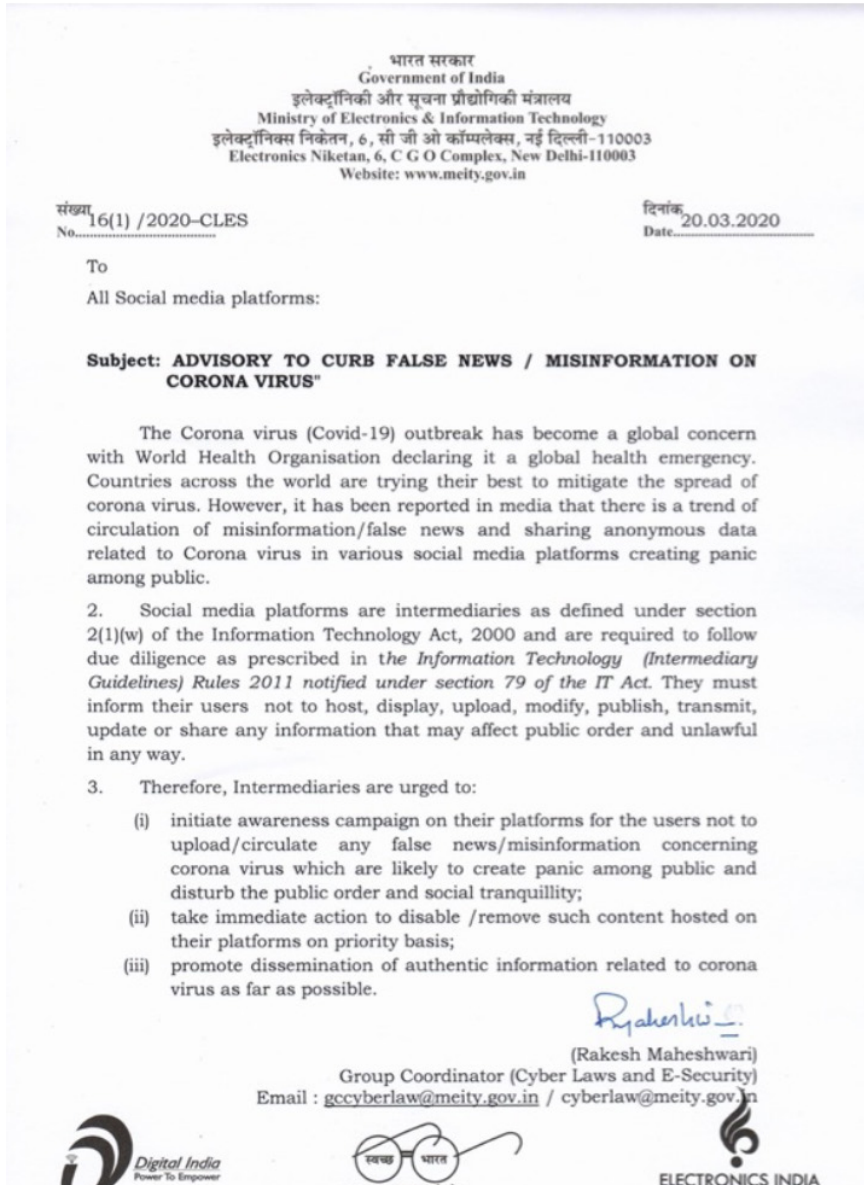 भारत सरकार
Government of India
इलेक्ट्रॉनिकी और सूचना प्रौद्योगिकी मंत्रालय
Ministry of Electronics & Information Technology
इलेक्ट्रॉनिक्स निकेतन, 6, सी जी ओ कॉम्पलेक्स, नई दिल्ली-110003
Electronics Niketan, 6, C G O Complex, New Delhi-110003
Website: www.meity.gov.in
संख्या 16(1) /2020-CLES
No.......................................
दिनांक 20.03.2020
Date.......................................
To
All Social media platforms:
Subject: ADVISORY TO CURB FALSE NEWS / MISINFORMATION ON
CORONA VIRUS"
The Corona virus (Covid-19) outbreak has become a global concern
with World Health Organisation declaring it a global health emergency.
Countries across the world are trying their best to mitigate the spread of
corona virus. However, it has been reported in media that there is a trend of
circulation of misinformation/false news and sharing anonymous data
related to Corona virus in various social media platforms creating panic
among public.
2. Social media platforms are intermediaries as defined under section
2(1)(w) of the Information Technology Act, 2000 and are required to follow
due diligence as prescribed in the Information Technology (Intermediary
Guidelines) Rules 2011 notified under section 79 of the IT Act. They must
inform their users not to host, display, upload, modify, publish, transmit,
update or share any information that may affect public order and unlawful
in any way.
3. Therefore, Intermediaries are urged to:
(i) initiate awareness campaign on their platforms for the users not to
upload/circulate any false news/misinformation concerning
corona virus which are likely to create panic among public and
disturb the public order and social tranquillity;
(ii) take immediate action to disable /remove such content hosted on
their platforms on priority basis;
(iii) promote dissemination of authentic information related to corona
virus as far as possible.
(Rakesh Maheshwari)
Group Coordinator (Cyber Laws and E-Security)
Email : gccyberlaw@meity.gov.in / cyberlaw@meity.gov.in
Digital India
Power To Empower
स्वच्छ भारत
ELECTRONICS INDIA